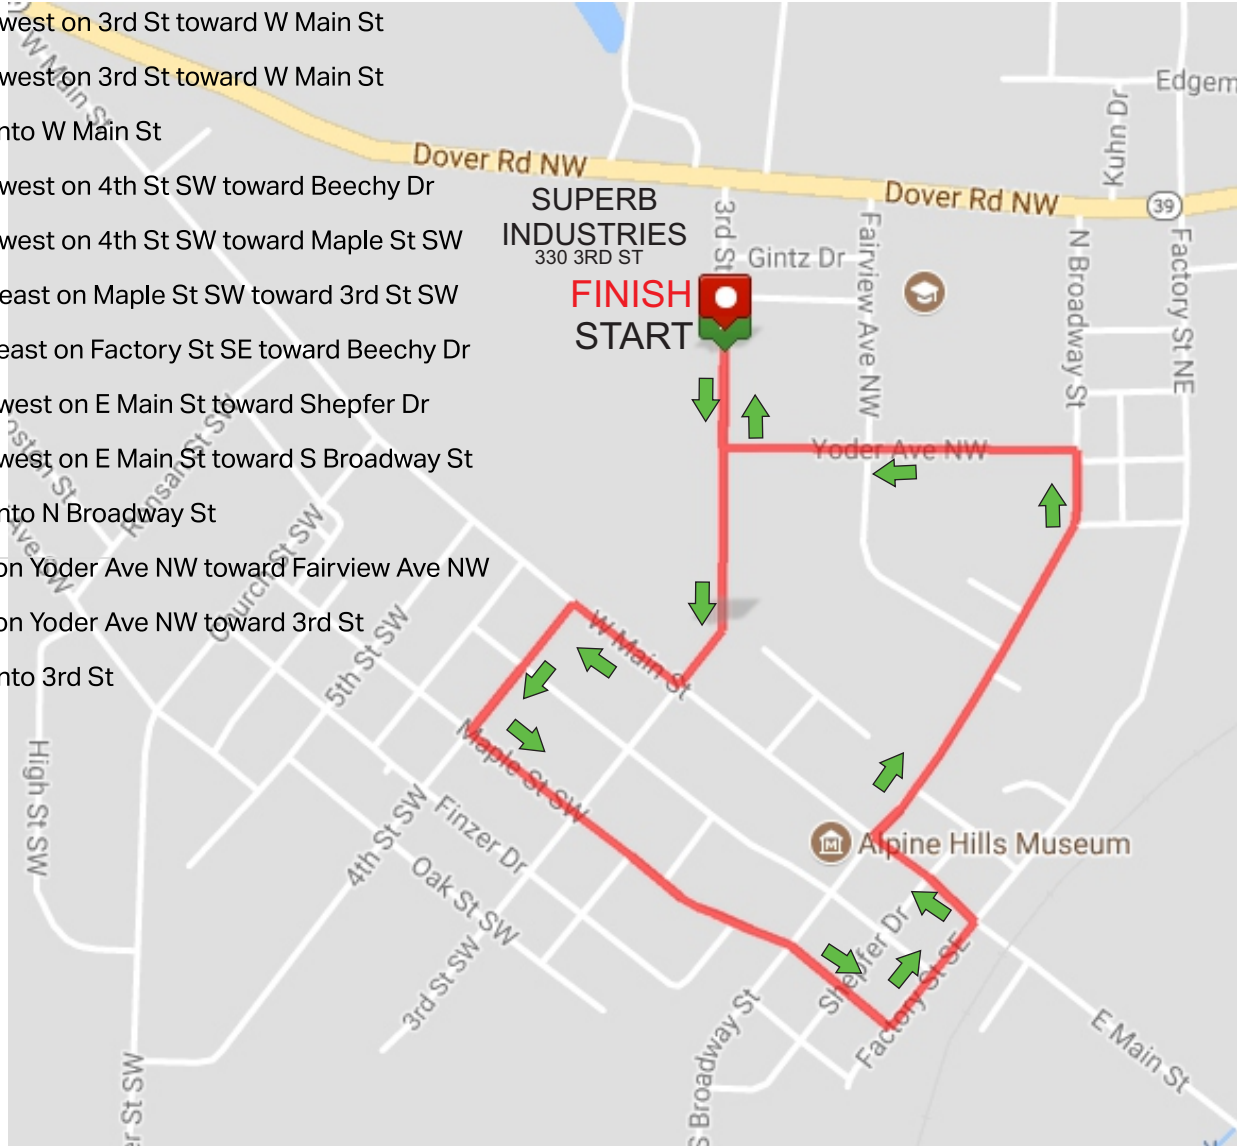 west on 3rd St toward W Main St
west on 3rd St toward W Main St
nto W Main St
west on 4th St SW toward Beechy Dr
west on 4th St SW toward Maple St SW
east on Maple St SW toward 3rd St SW
east on Factory St SE toward Beechy Dr
west on E Main St toward Shepfer Dr
west on E Main St toward S Broadway St
nto N Broadway St
on Yoder Ave NW toward Fairview Ave NW
on Yoder Ave NW toward 3rd St
nto 3rd St
W Main St
Dover Rd NW
Dover Rd NW
39
Edgem
Kuhn Dr
SUPERB
INDUSTRIES
330 3RD ST
FINISH
START
3rd St
Gintz Dr
Fairview Ave NW
N Broadway St
Factory St NE
Yoder Ave NW
Ave SW
Church St SW
5th St SW
W Main St
Maple St SW
High St SW
4th St SW
Finzer Dr
Oak St SW
3rd St SW
Alpine Hills Museum
Shepfer Dr
Factory St SE
S Broadway St
E Main St
er St SW